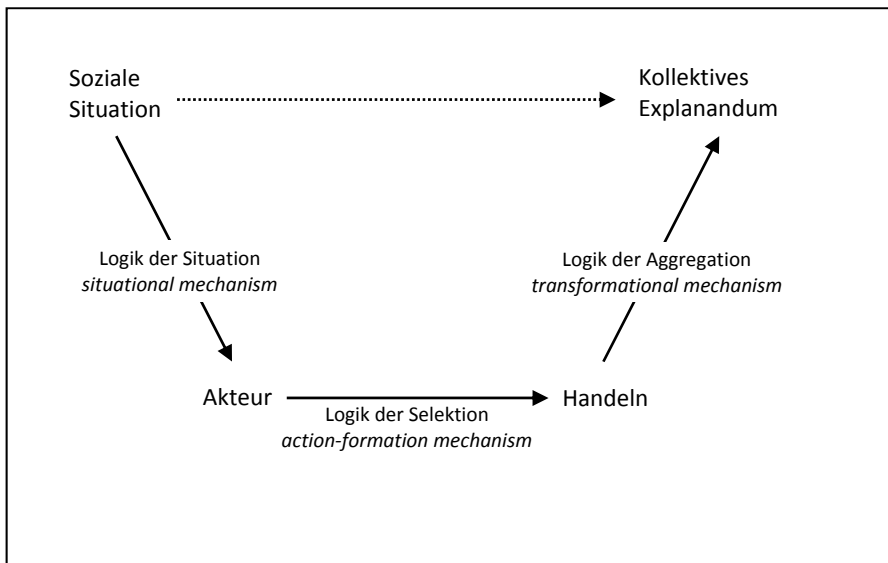 Soziale
Situation
Kollektives
Explanandum
Logik der Situation
situational mechanism
Logik der Aggregation
transformational mechanism
Akteur
Handeln
Logik der Selektion
action-formation mechanism